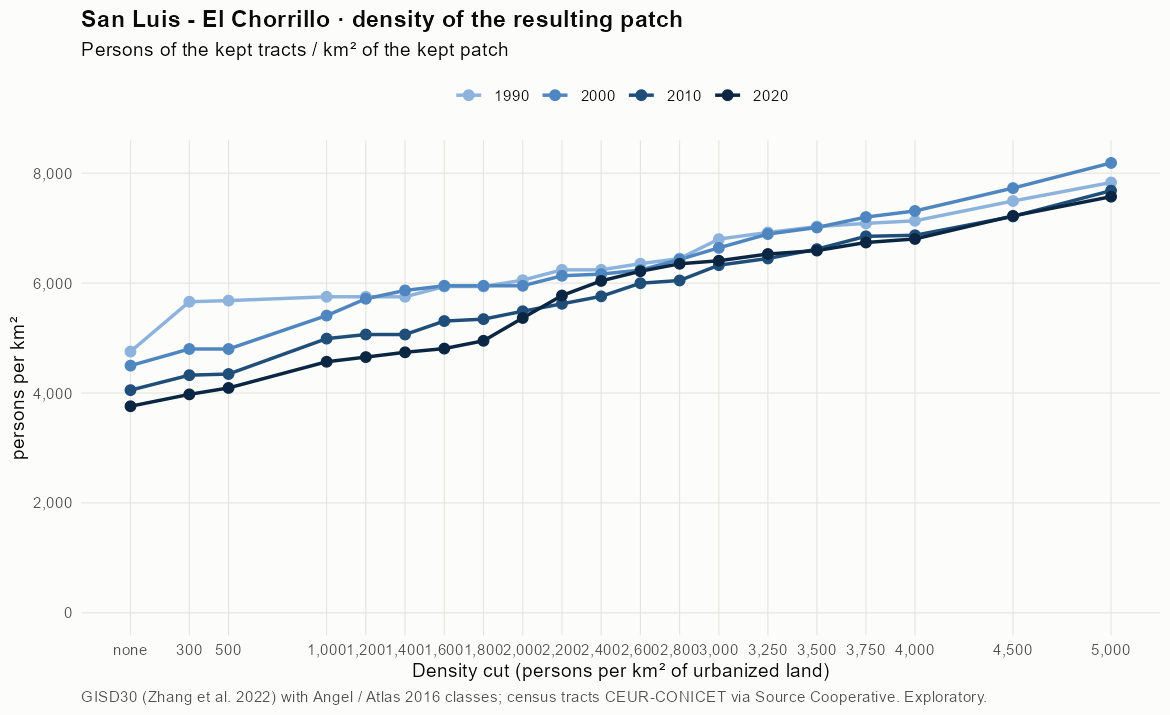 San Luis - El Chorrillo · density of the resulting patch
Persons of the kept tracts / km² of the kept patch
1990 2000 2010 2020
8,000
6,000
4,000
2,000
0
persons per km²
none 300 500 1,000 1,200 1,400 1,600 1,800 2,000 2,200 2,400 2,600 2,800 3,000 3,250 3,500 3,750 4,000 4,500 5,000
Density cut (persons per km² of urbanized land)
GISD30 (Zhang et al. 2022) with Angel / Atlas 2016 classes; census tracts CEUR-CONICET via Source Cooperative. Exploratory.